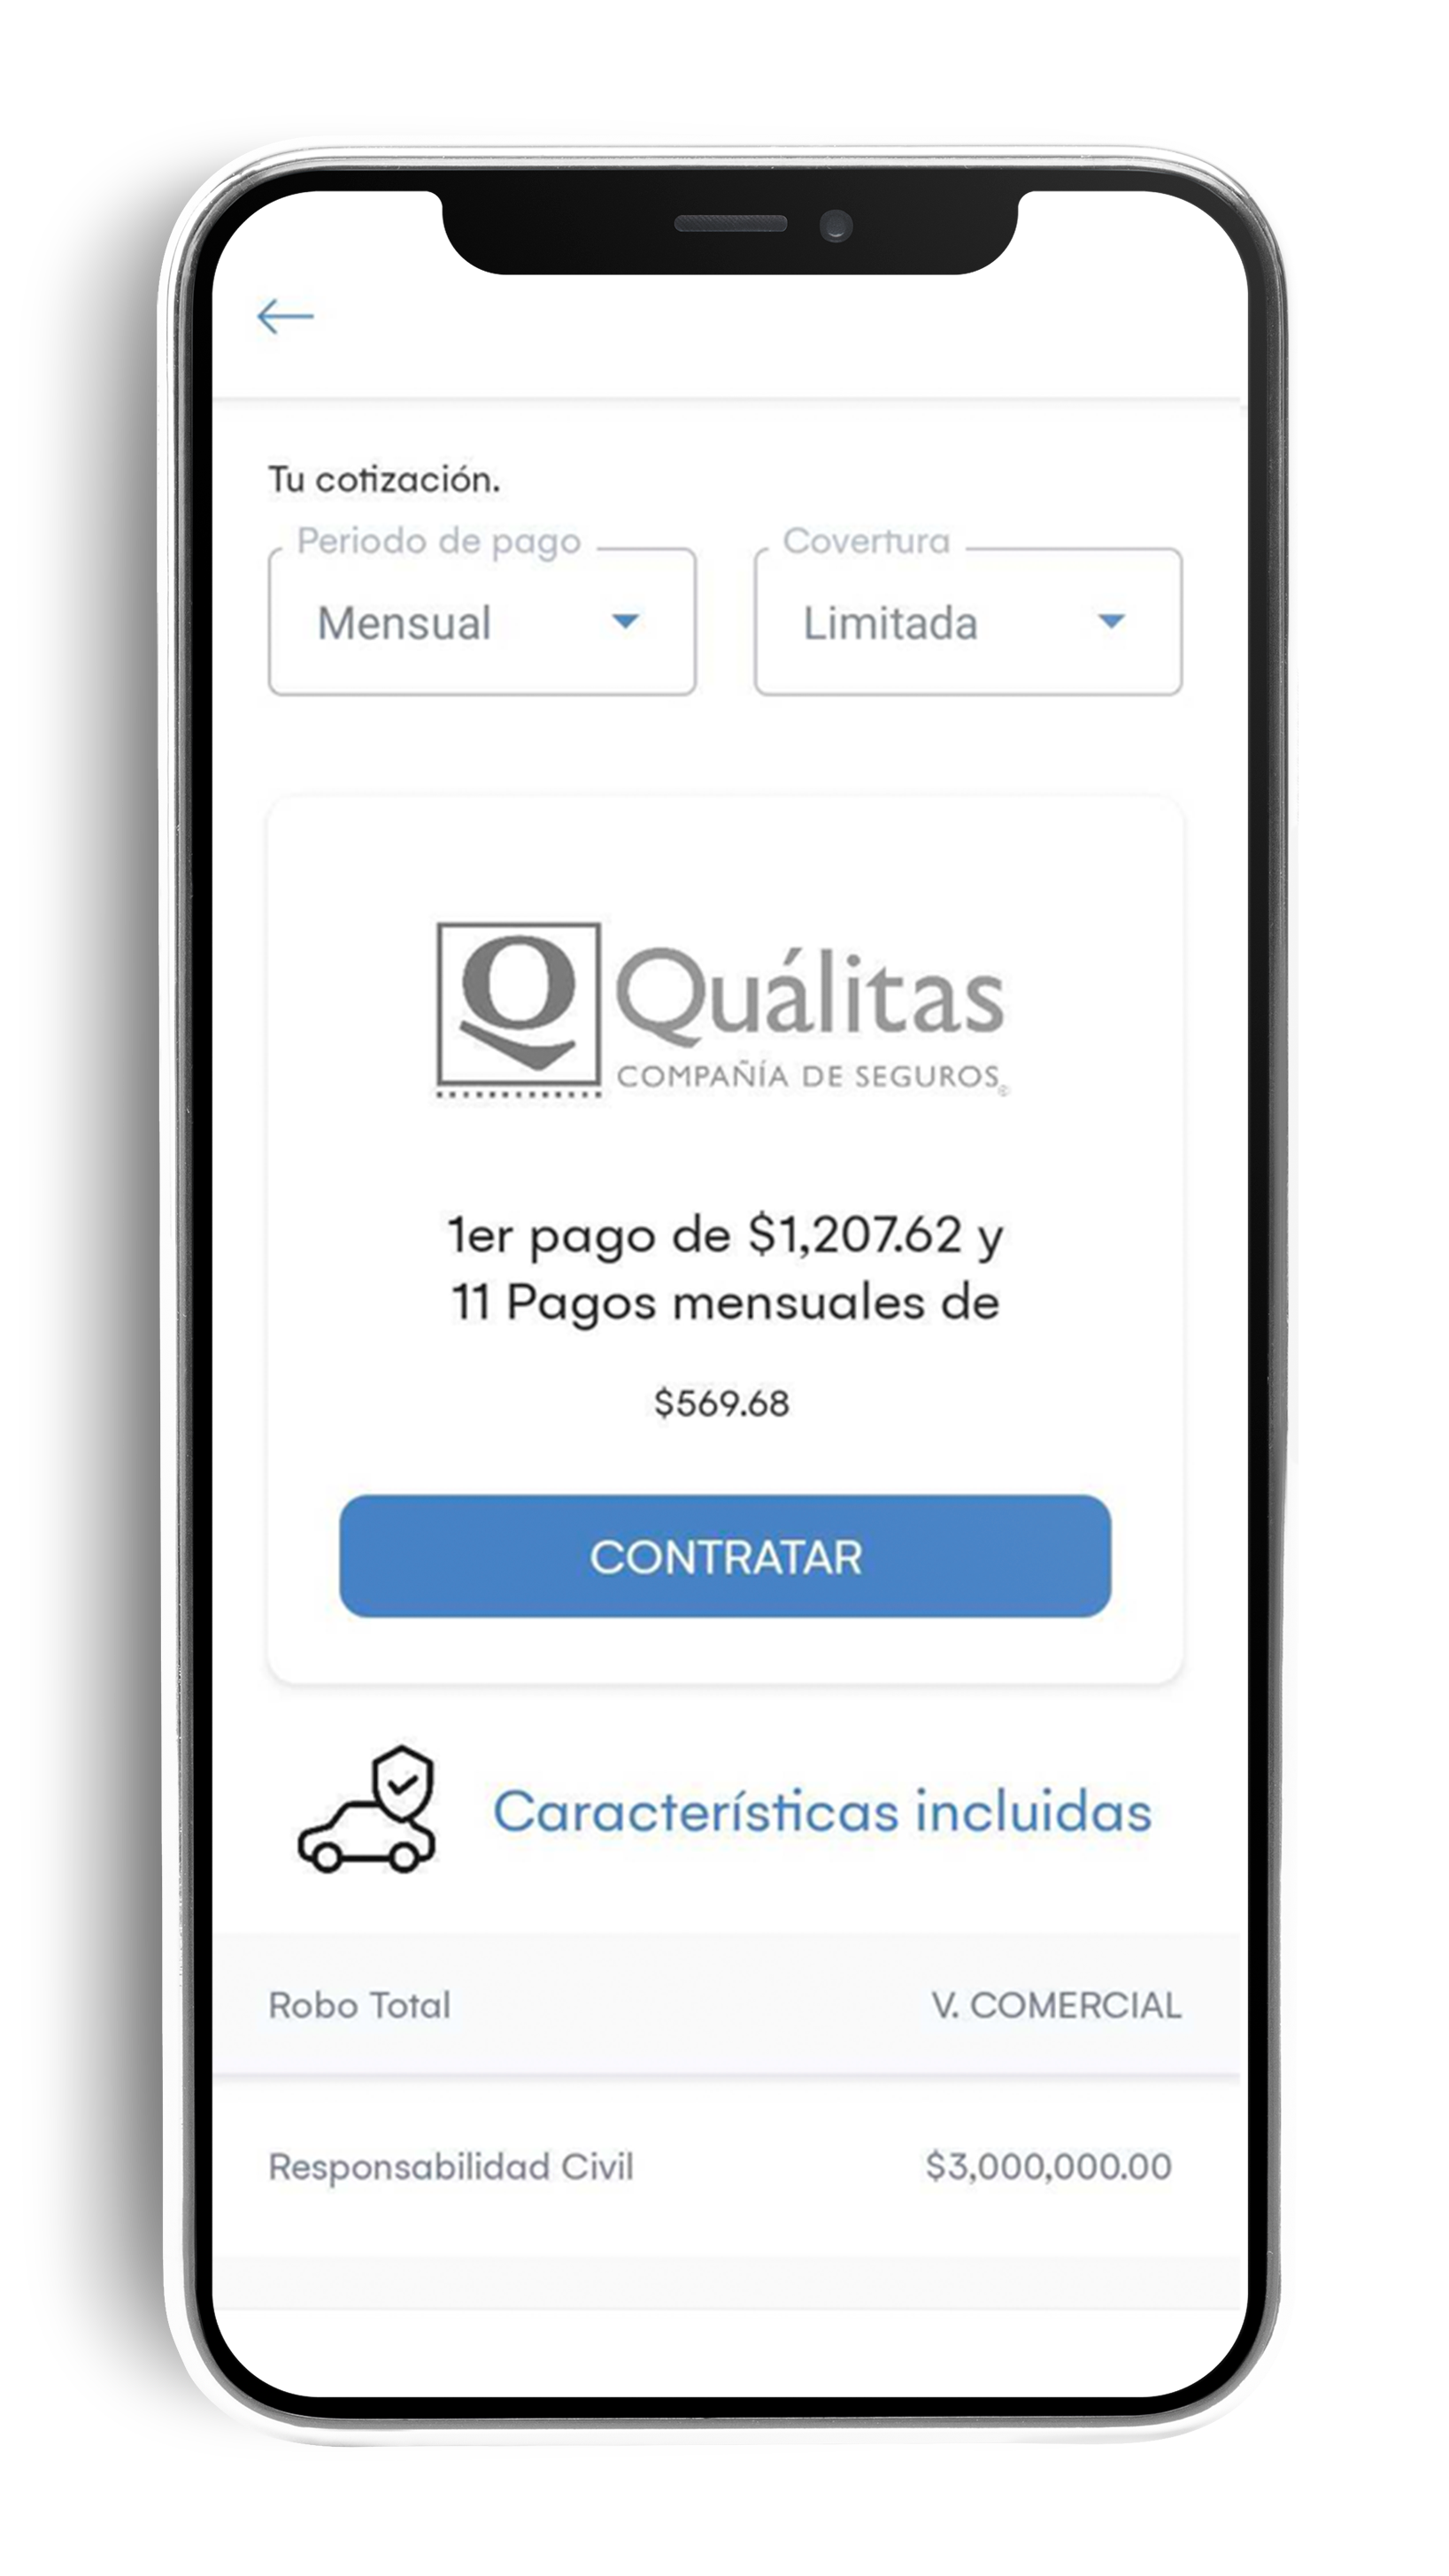 Tu cotización.
Periodo de pago
Covertura
Mensual
Limitada
Q Quálitas
COMPAÑÍA DE SEGUROS®
1er pago de $1,207.62 y
11 Pagos mensuales de
$569.68
CONTRATAR
Características incluidas
Robo Total V. COMERCIAL
Responsabilidad Civil $3,000,000.00